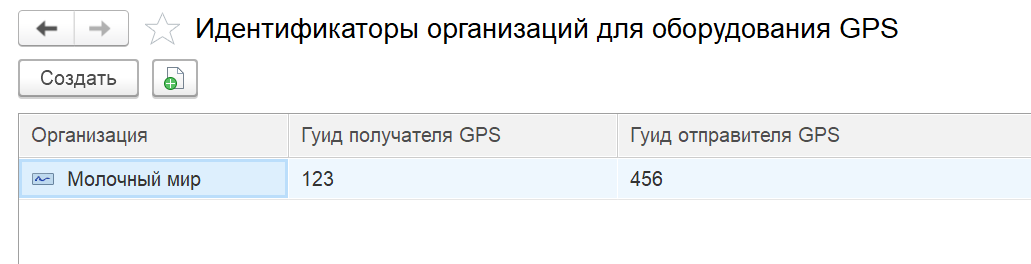 Идентификаторы организаций для оборудования GPS
Создать
Организация Гуид получателя GPS Гуид отправителя GPS
Молочный мир 123 456